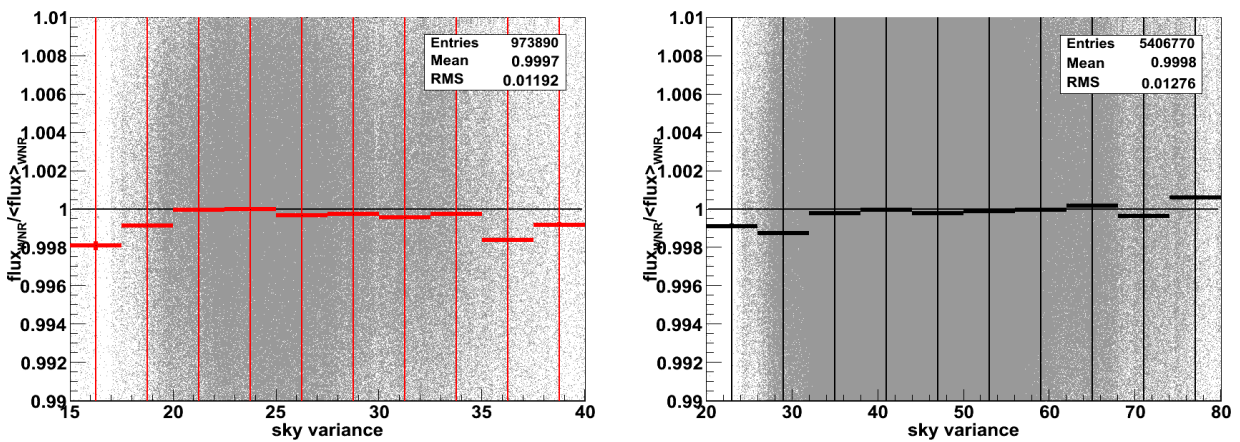 1.01
1.008
1.006
1.004
1.002
1
0.998
0.996
0.994
0.992
0.99
flux_WNR/<flux>_WNR
Entries 973890
Mean 0.9997
RMS 0.01192
15 20 25 30 35 40
sky variance
1.01
1.008
1.006
1.004
1.002
1
0.998
0.996
0.994
0.992
0.99
flux_WNR/<flux>_WNR
Entries 5406770
Mean 0.9998
RMS 0.01276
20 30 40 50 60 70 80
sky variance